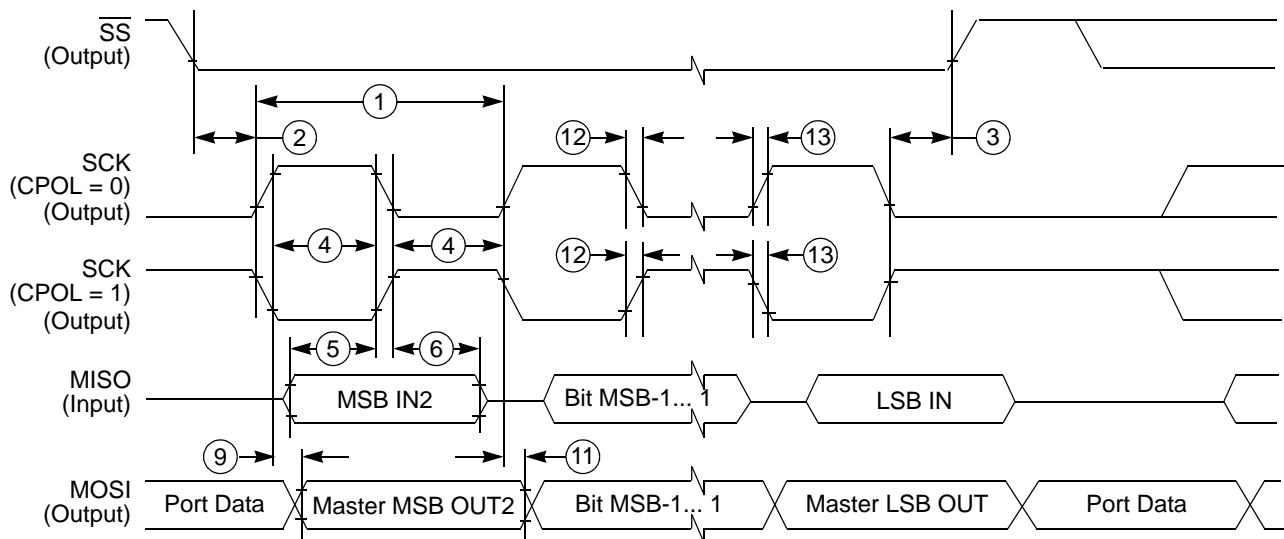 SS
(Output)
1
2
12
13
3
SCK
(CPOL = 0)
(Output)
4
4
12
13
SCK
(CPOL = 1)
(Output)
5
6
MISO
(Input)
MSB IN2
Bit MSB-1... 1
LSB IN
9
11
MOSI
(Output)
Port Data
Master MSB OUT2
Bit MSB-1... 1
Master LSB OUT
Port Data